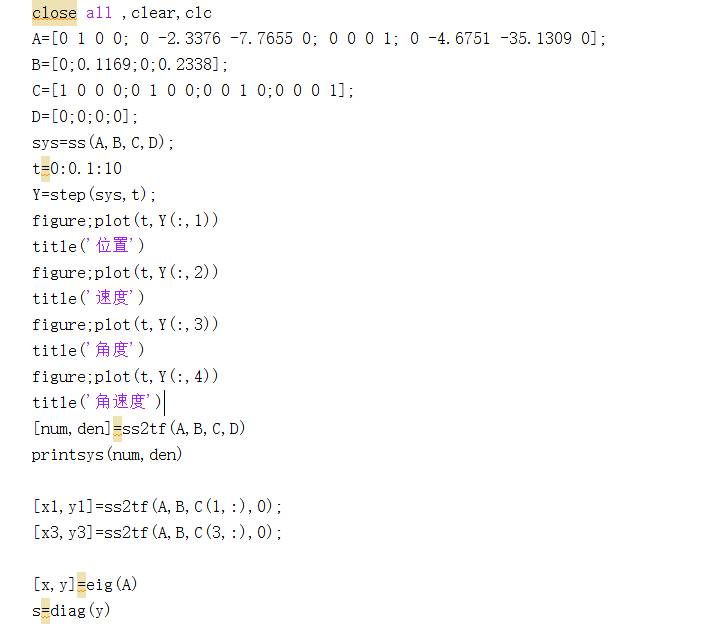 close all ,clear,clc
A=[0 1 0 0; 0 -2.3376 -7.7655 0; 0 0 0 1; 0 -4.6751 -35.1309 0];
B=[0;0.1169;0;0.2338];
C=[1 0 0 0;0 1 0 0;0 0 1 0;0 0 0 1];
D=[0;0;0;0];
sys=ss(A,B,C,D);
t=0:0.1:10
Y=step(sys,t);
figure;plot(t,Y(:,1))
title('位置')
figure;plot(t,Y(:,2))
title('速度')
figure;plot(t,Y(:,3))
title('角度')
figure;plot(t,Y(:,4))
title('角速度')
[num,den]=ss2tf(A,B,C,D)
printsys(num,den)
[x1,y1]=ss2tf(A,B,C(1,:),0);
[x3,y3]=ss2tf(A,B,C(3,:),0);
[x,y]=eig(A)
s=diag(y)